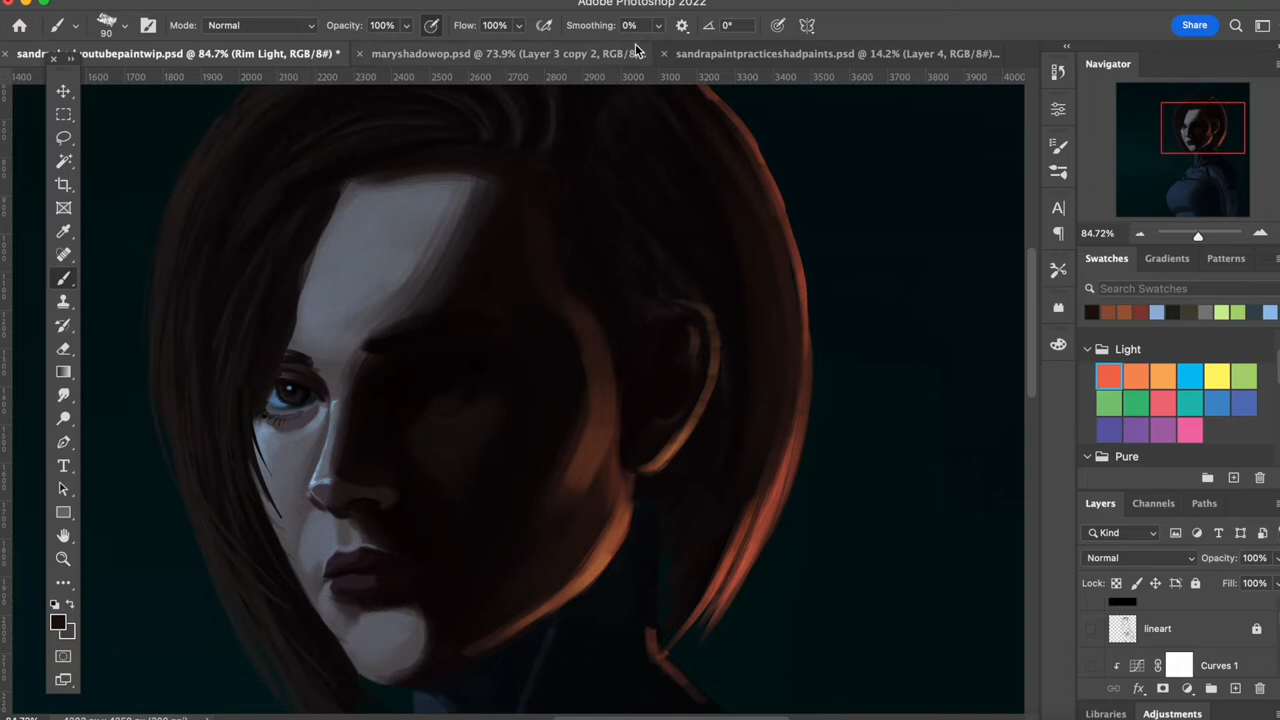 Adobe Photoshop 2022
Mode: Normal Opacity: 100% Flow: 100% Smoothing: 0% 0° Share
youtubepaintwip.psd @ 84.7% (Rim Light, RGB/8#) * maryshadowop.psd @ 73.9% (Layer 3 copy 2, RGB/8#) sandrapaintpracticeshadpaints.psd @ 14.2% (Layer 4, RGB/8#)...
1400 1600 1700 1800 1900 2000 2100 2200 2300 2400 2500 2600 2700 2800 2900 3000 3100 3200 3300 3400 3500 3600 3700 3800 3900 4000
Navigator
84.72%
Swatches Gradients Patterns
Search Swatches
Light
Pure
Layers Channels Paths
Kind
Normal Opacity: 100%
Lock: Fill: 100%
lineart
Curves 1
Libraries Adjustments
90